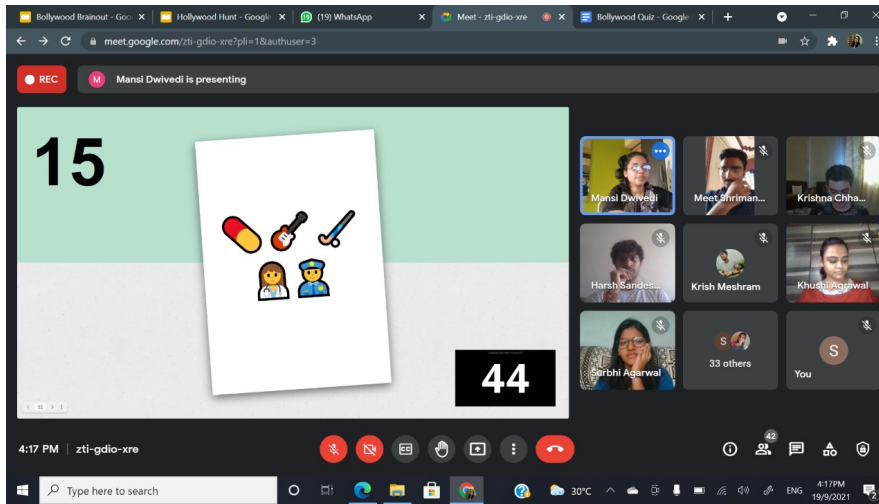 Bollywood Brainout - Goo
Hollywood Hunt - Google
(19) WhatsApp
Meet - zti-gdio-xre
Bollywood Quiz - Google
meet.google.com/zti-gdio-xre?pli=1&authuser=3
REC
M
Mansi Dwivedi is presenting
15
44
Mansi Dwivedi
Meet Shriman...
Krishna Chha...
Harsh Sandes...
Krish Meshram
Khushi Agrawal
Surbhi Agarwal
S
33 others
S
You
4:17 PM | zti-gdio-xre
CC
42
Type here to search
30°C
ENG
4:17PM
19/9/2021